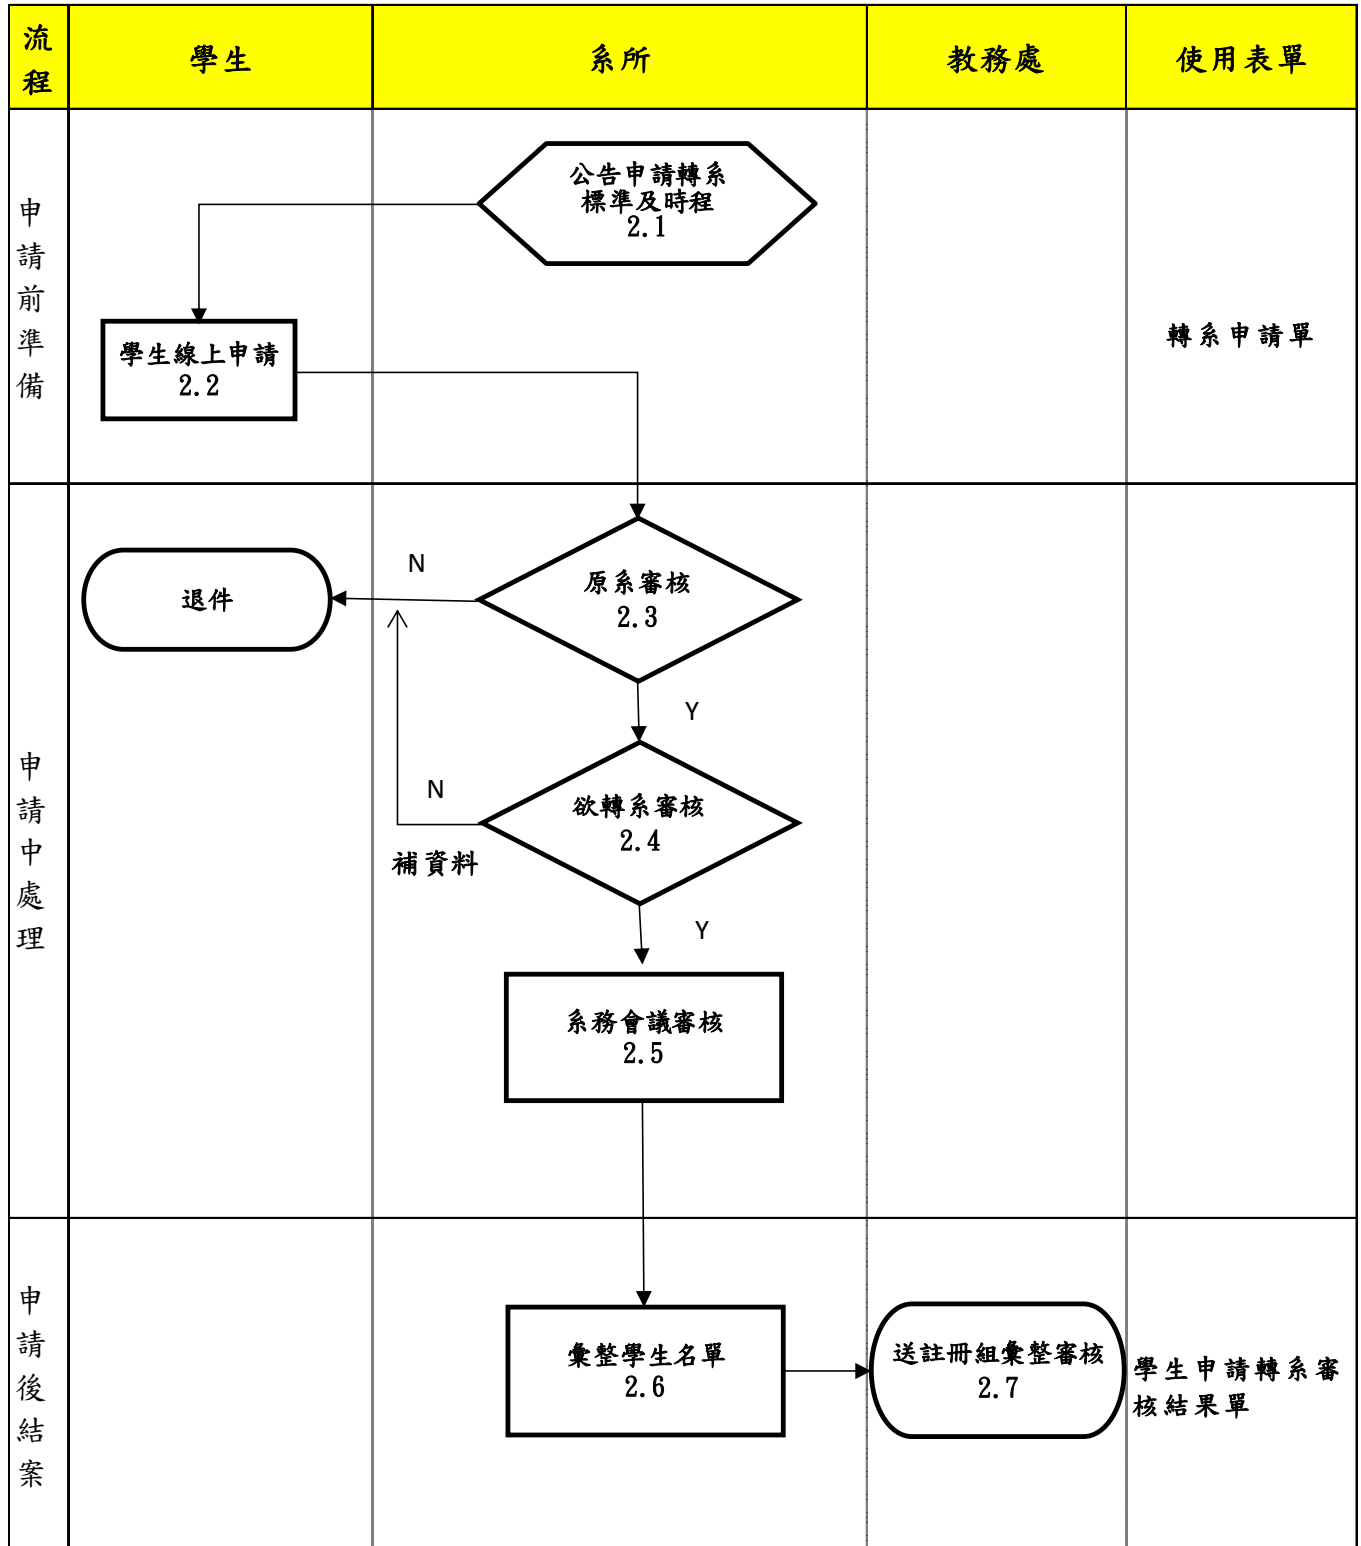 流程
學生
系所
教務處
使用表單
申請前準備
公告申請轉系
標準及時程
2.1
學生線上申請
2.2
轉系申請單
申請中處理
退件
N
原系審核
2.3
Y
N
欲轉系審核
2.4
補資料
Y
系務會議審核
2.5
申請後結案
彙整學生名單
2.6
送註冊組彙整審核
2.7
學生申請轉系審
核結果單